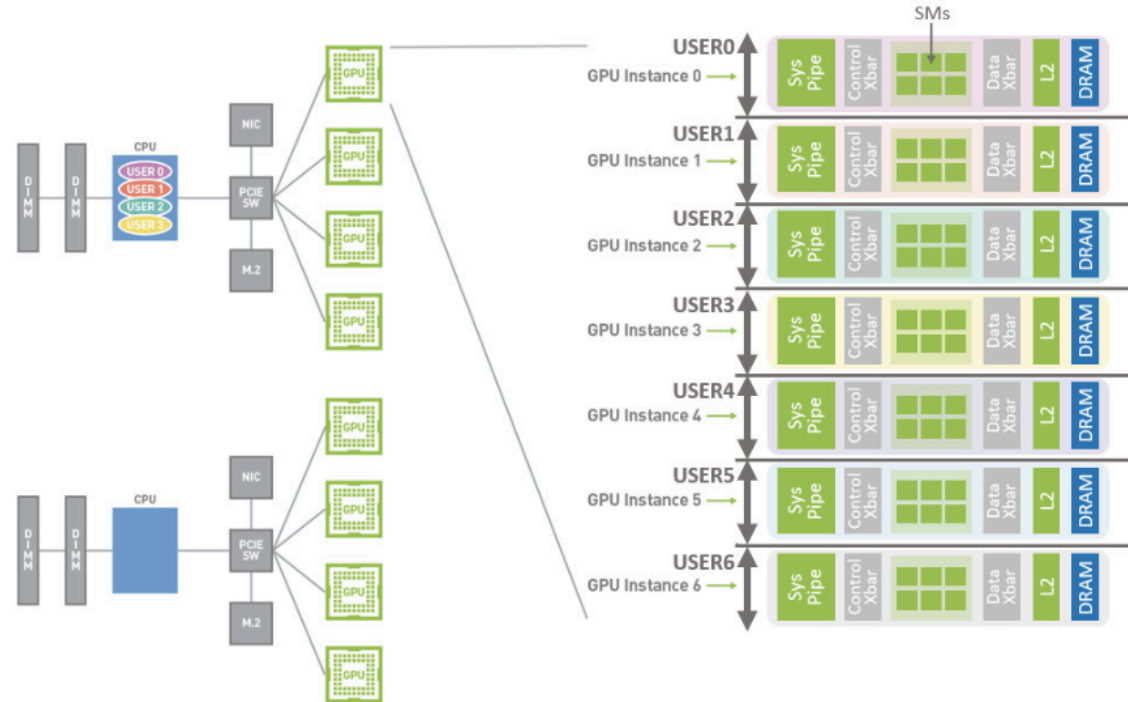 SMs
NIC
CPU
DIMM
DIMM
USER 0
USER 1
USER 2
USER 3
PCIE
SW
M.2
GPU
GPU
GPU
GPU
NIC
CPU
DIMM
DIMM
PCIE
SW
M.2
GPU
GPU
GPU
GPU
USER0
GPU Instance 0
Sys
Pipe
Control
Xbar
Data
Xbar
L2
DRAM
USER1
GPU Instance 1
Sys
Pipe
Control
Xbar
Data
Xbar
L2
DRAM
USER2
GPU Instance 2
Sys
Pipe
Control
Xbar
Data
Xbar
L2
DRAM
USER3
GPU Instance 3
Sys
Pipe
Control
Xbar
Data
Xbar
L2
DRAM
USER4
GPU Instance 4
Sys
Pipe
Control
Xbar
Data
Xbar
L2
DRAM
USER5
GPU Instance 5
Sys
Pipe
Control
Xbar
Data
Xbar
L2
DRAM
USER6
GPU Instance 6
Sys
Pipe
Control
Xbar
Data
Xbar
L2
DRAM